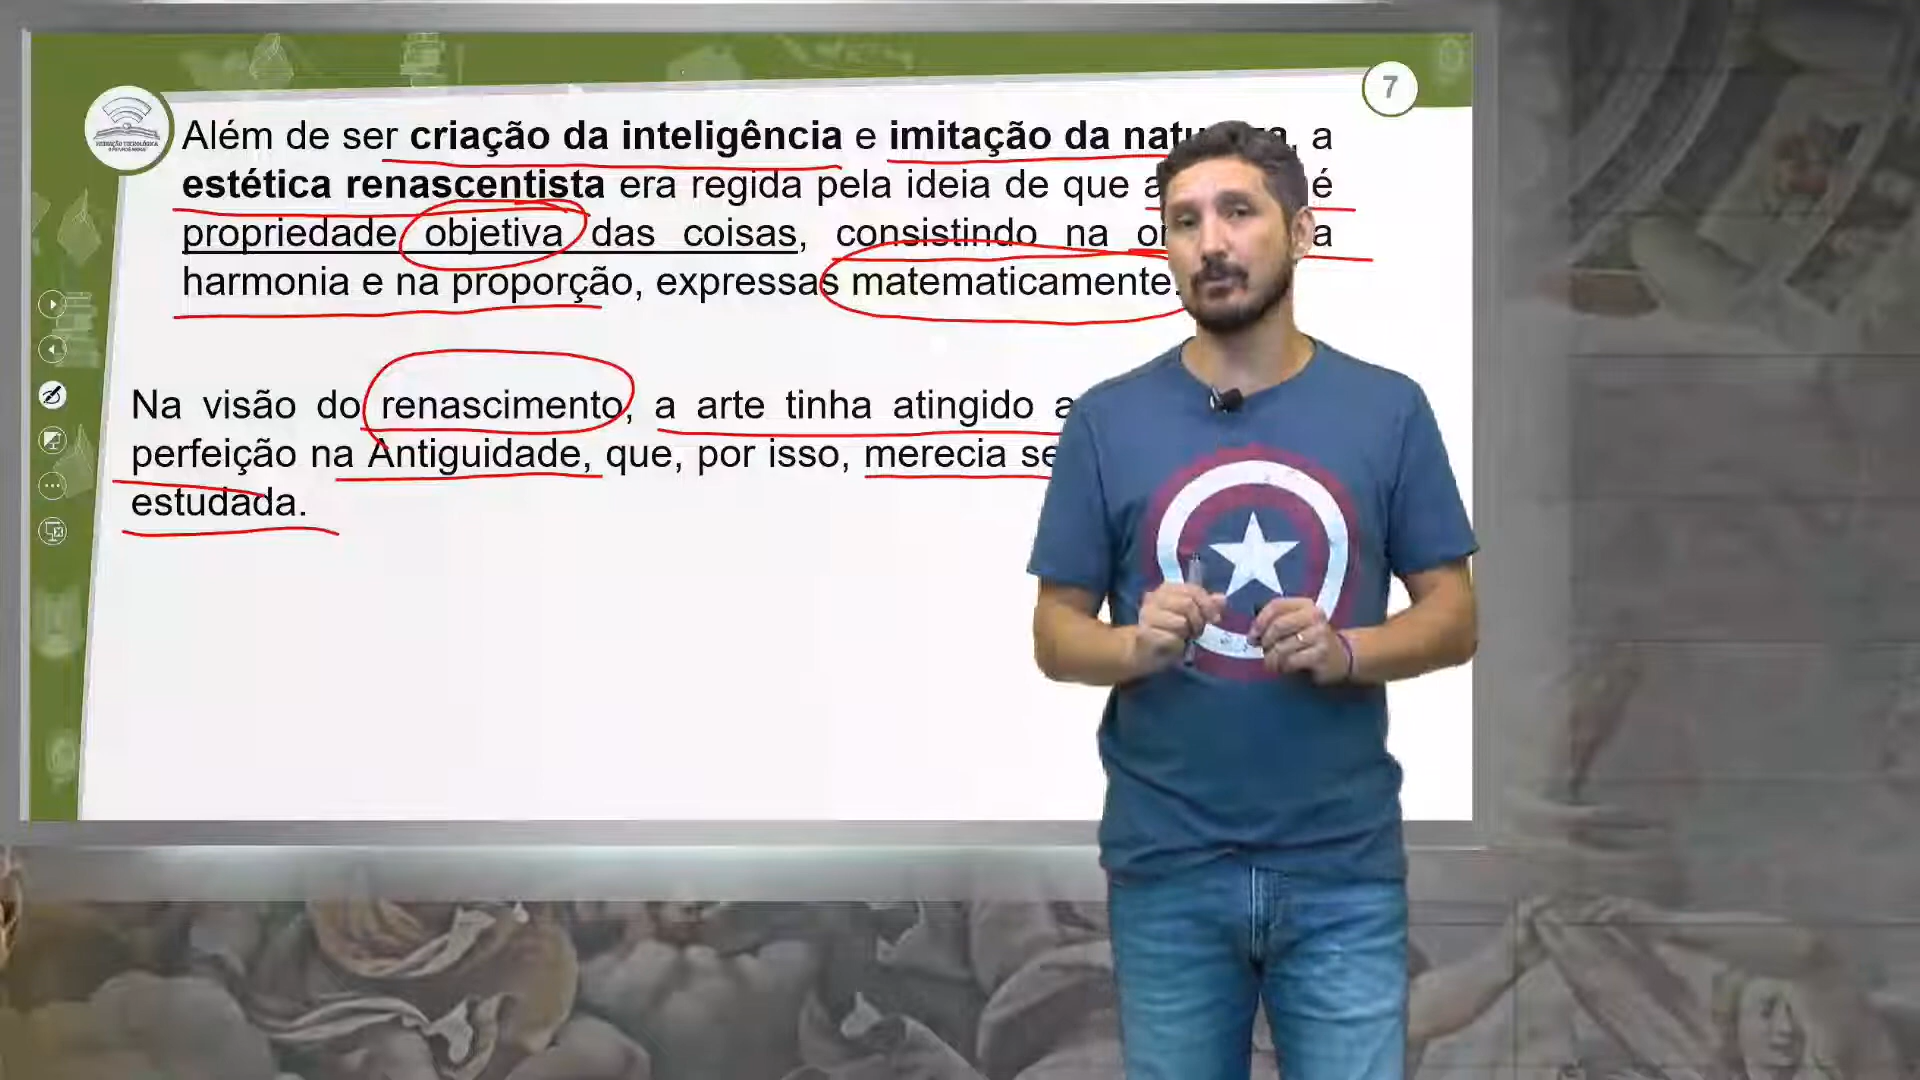 7
Além de ser criação da inteligência e imitação da natureza, a
estética renascentista era regida pela ideia de que a é
propriedade objetiva das coisas, consistindo na
harmonia e na proporção, expressas matematicamente.
Na visão do renascimento, a arte tinha atingido a
perfeição na Antiguidade, que, por isso, merecia
estudada.